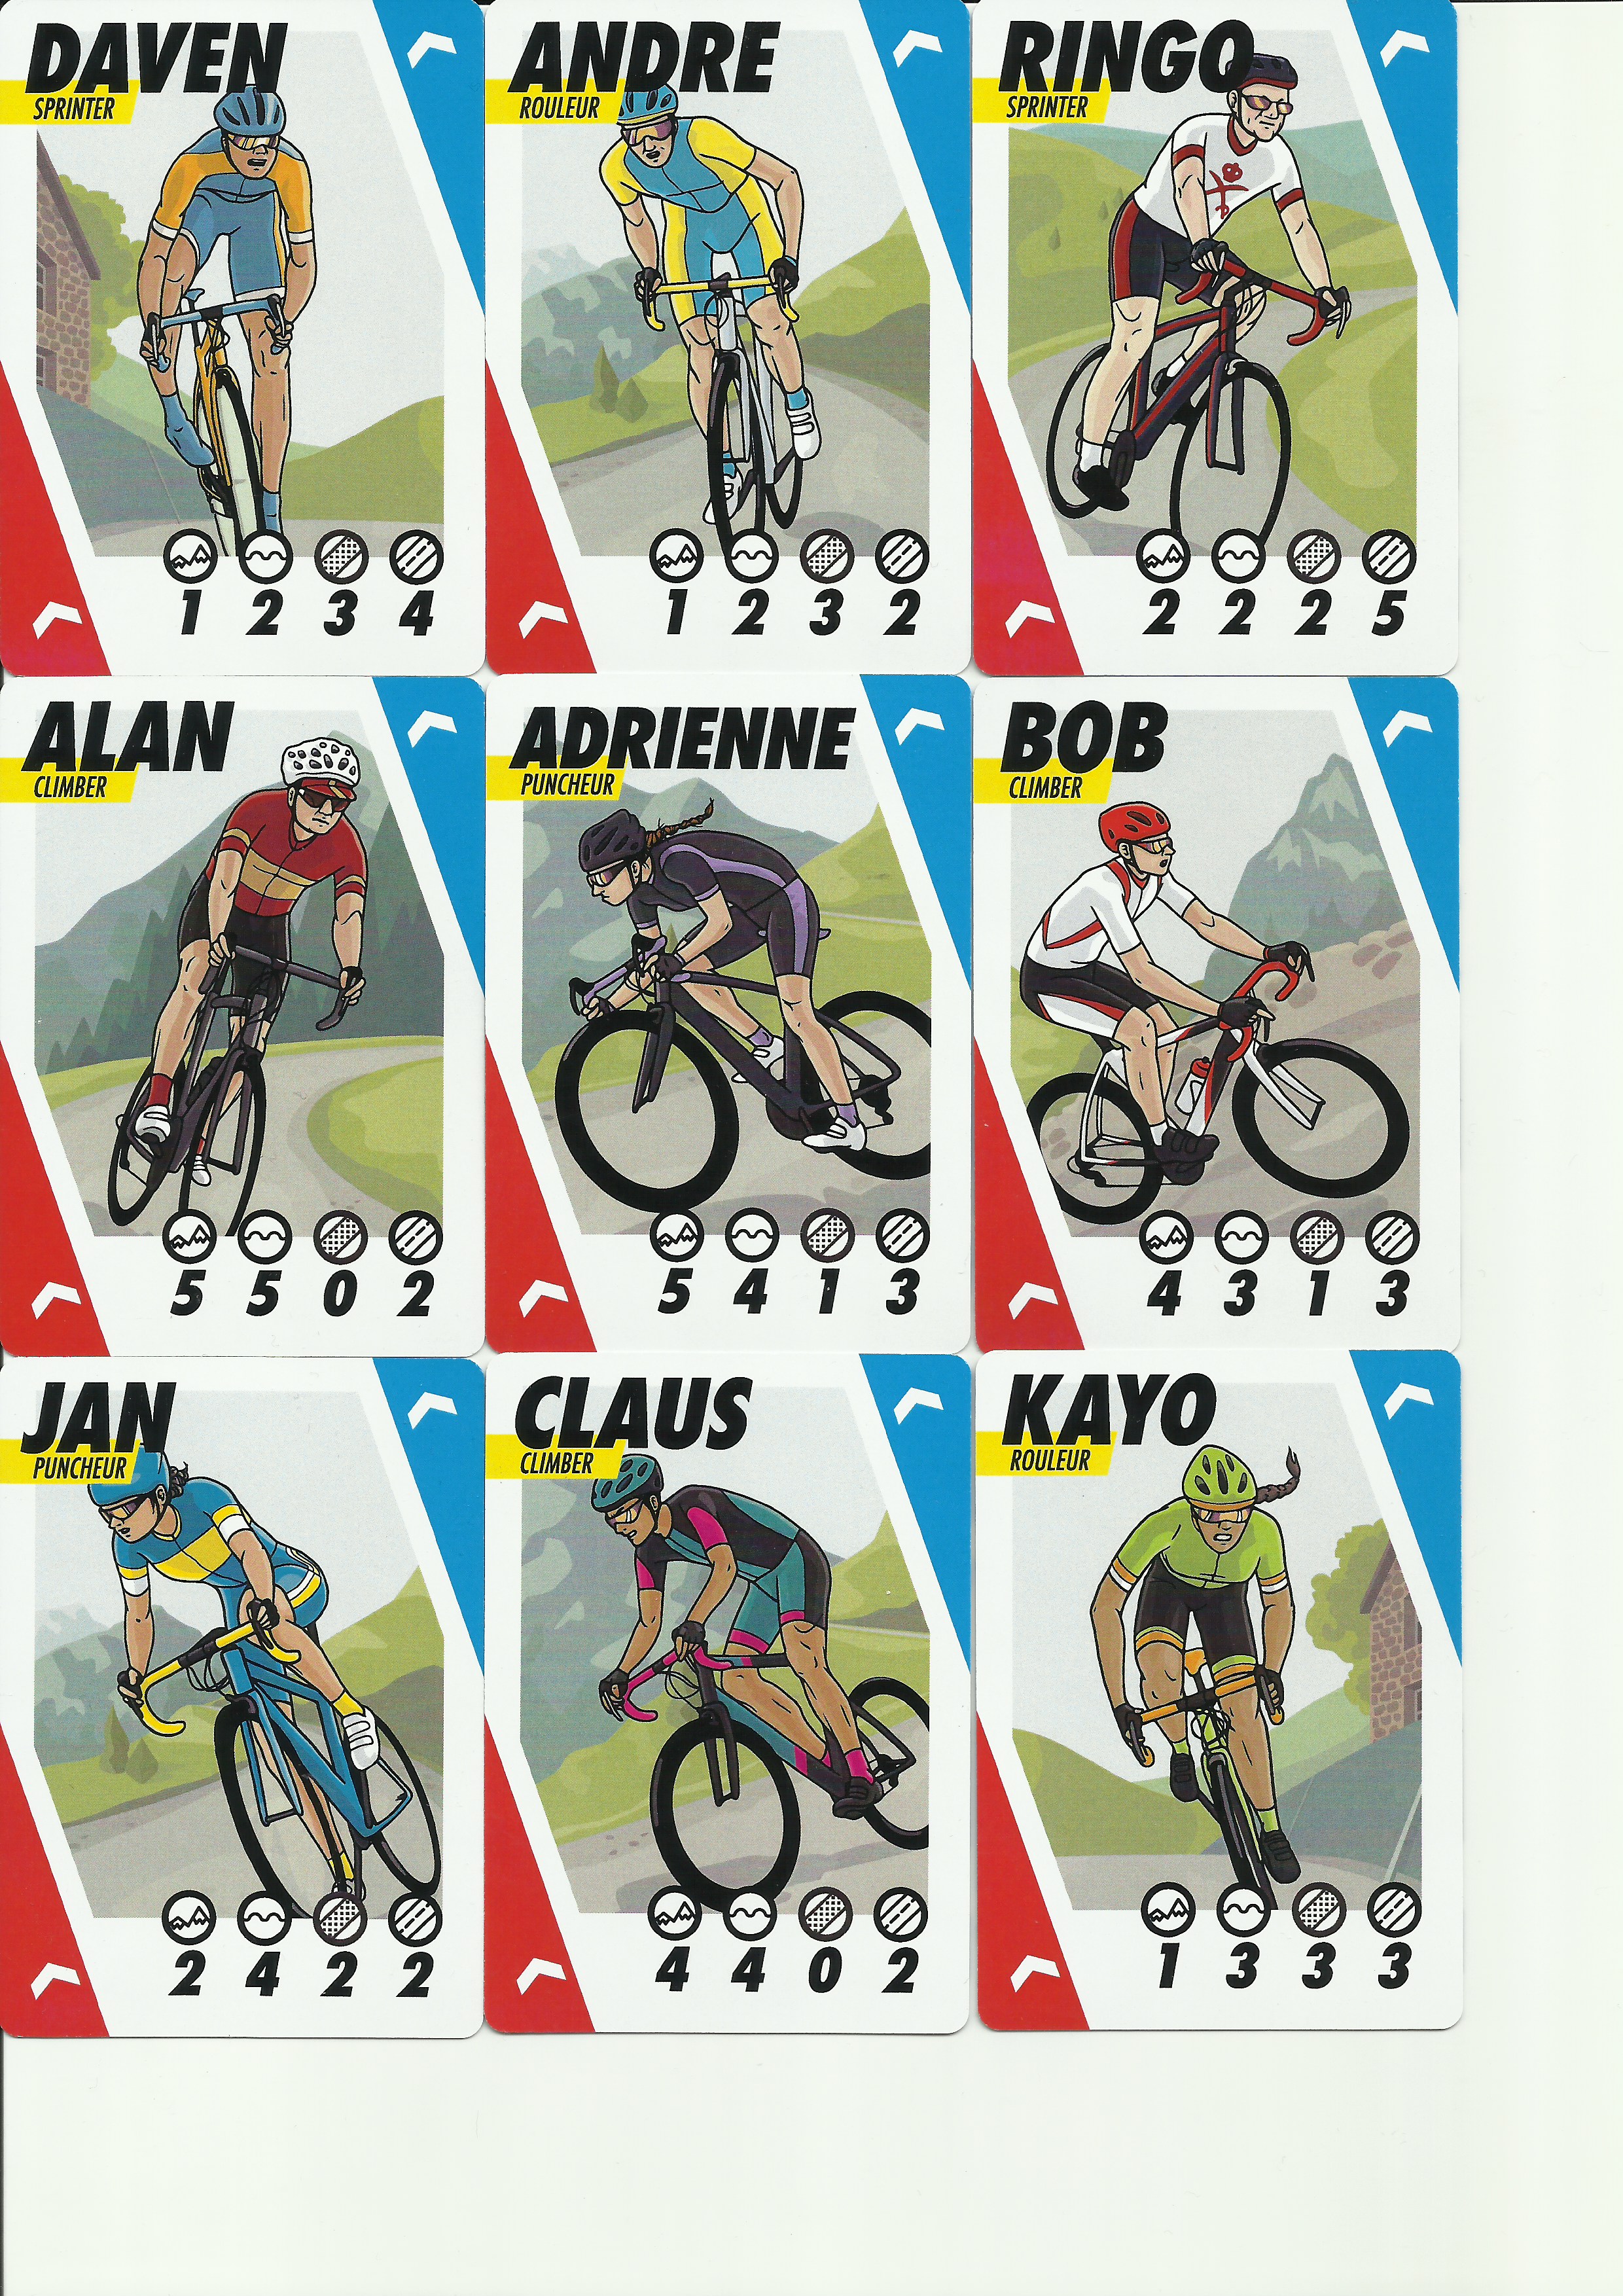 DAVEN
SPRINTER
1 2 3 4
ANDRE
ROULEUR
1 2 3 2
RINGO
SPRINTER
2 2 2 5
ALAN
CLIMBER
5 5 0 2
ADRIENNE
PUNCHEUR
5 4 1 3
BOB
CLIMBER
4 3 1 3
JAN
PUNCHEUR
2 4 2 2
CLAUS
CLIMBER
4 4 0 2
KAYO
ROULEUR
1 3 3 3